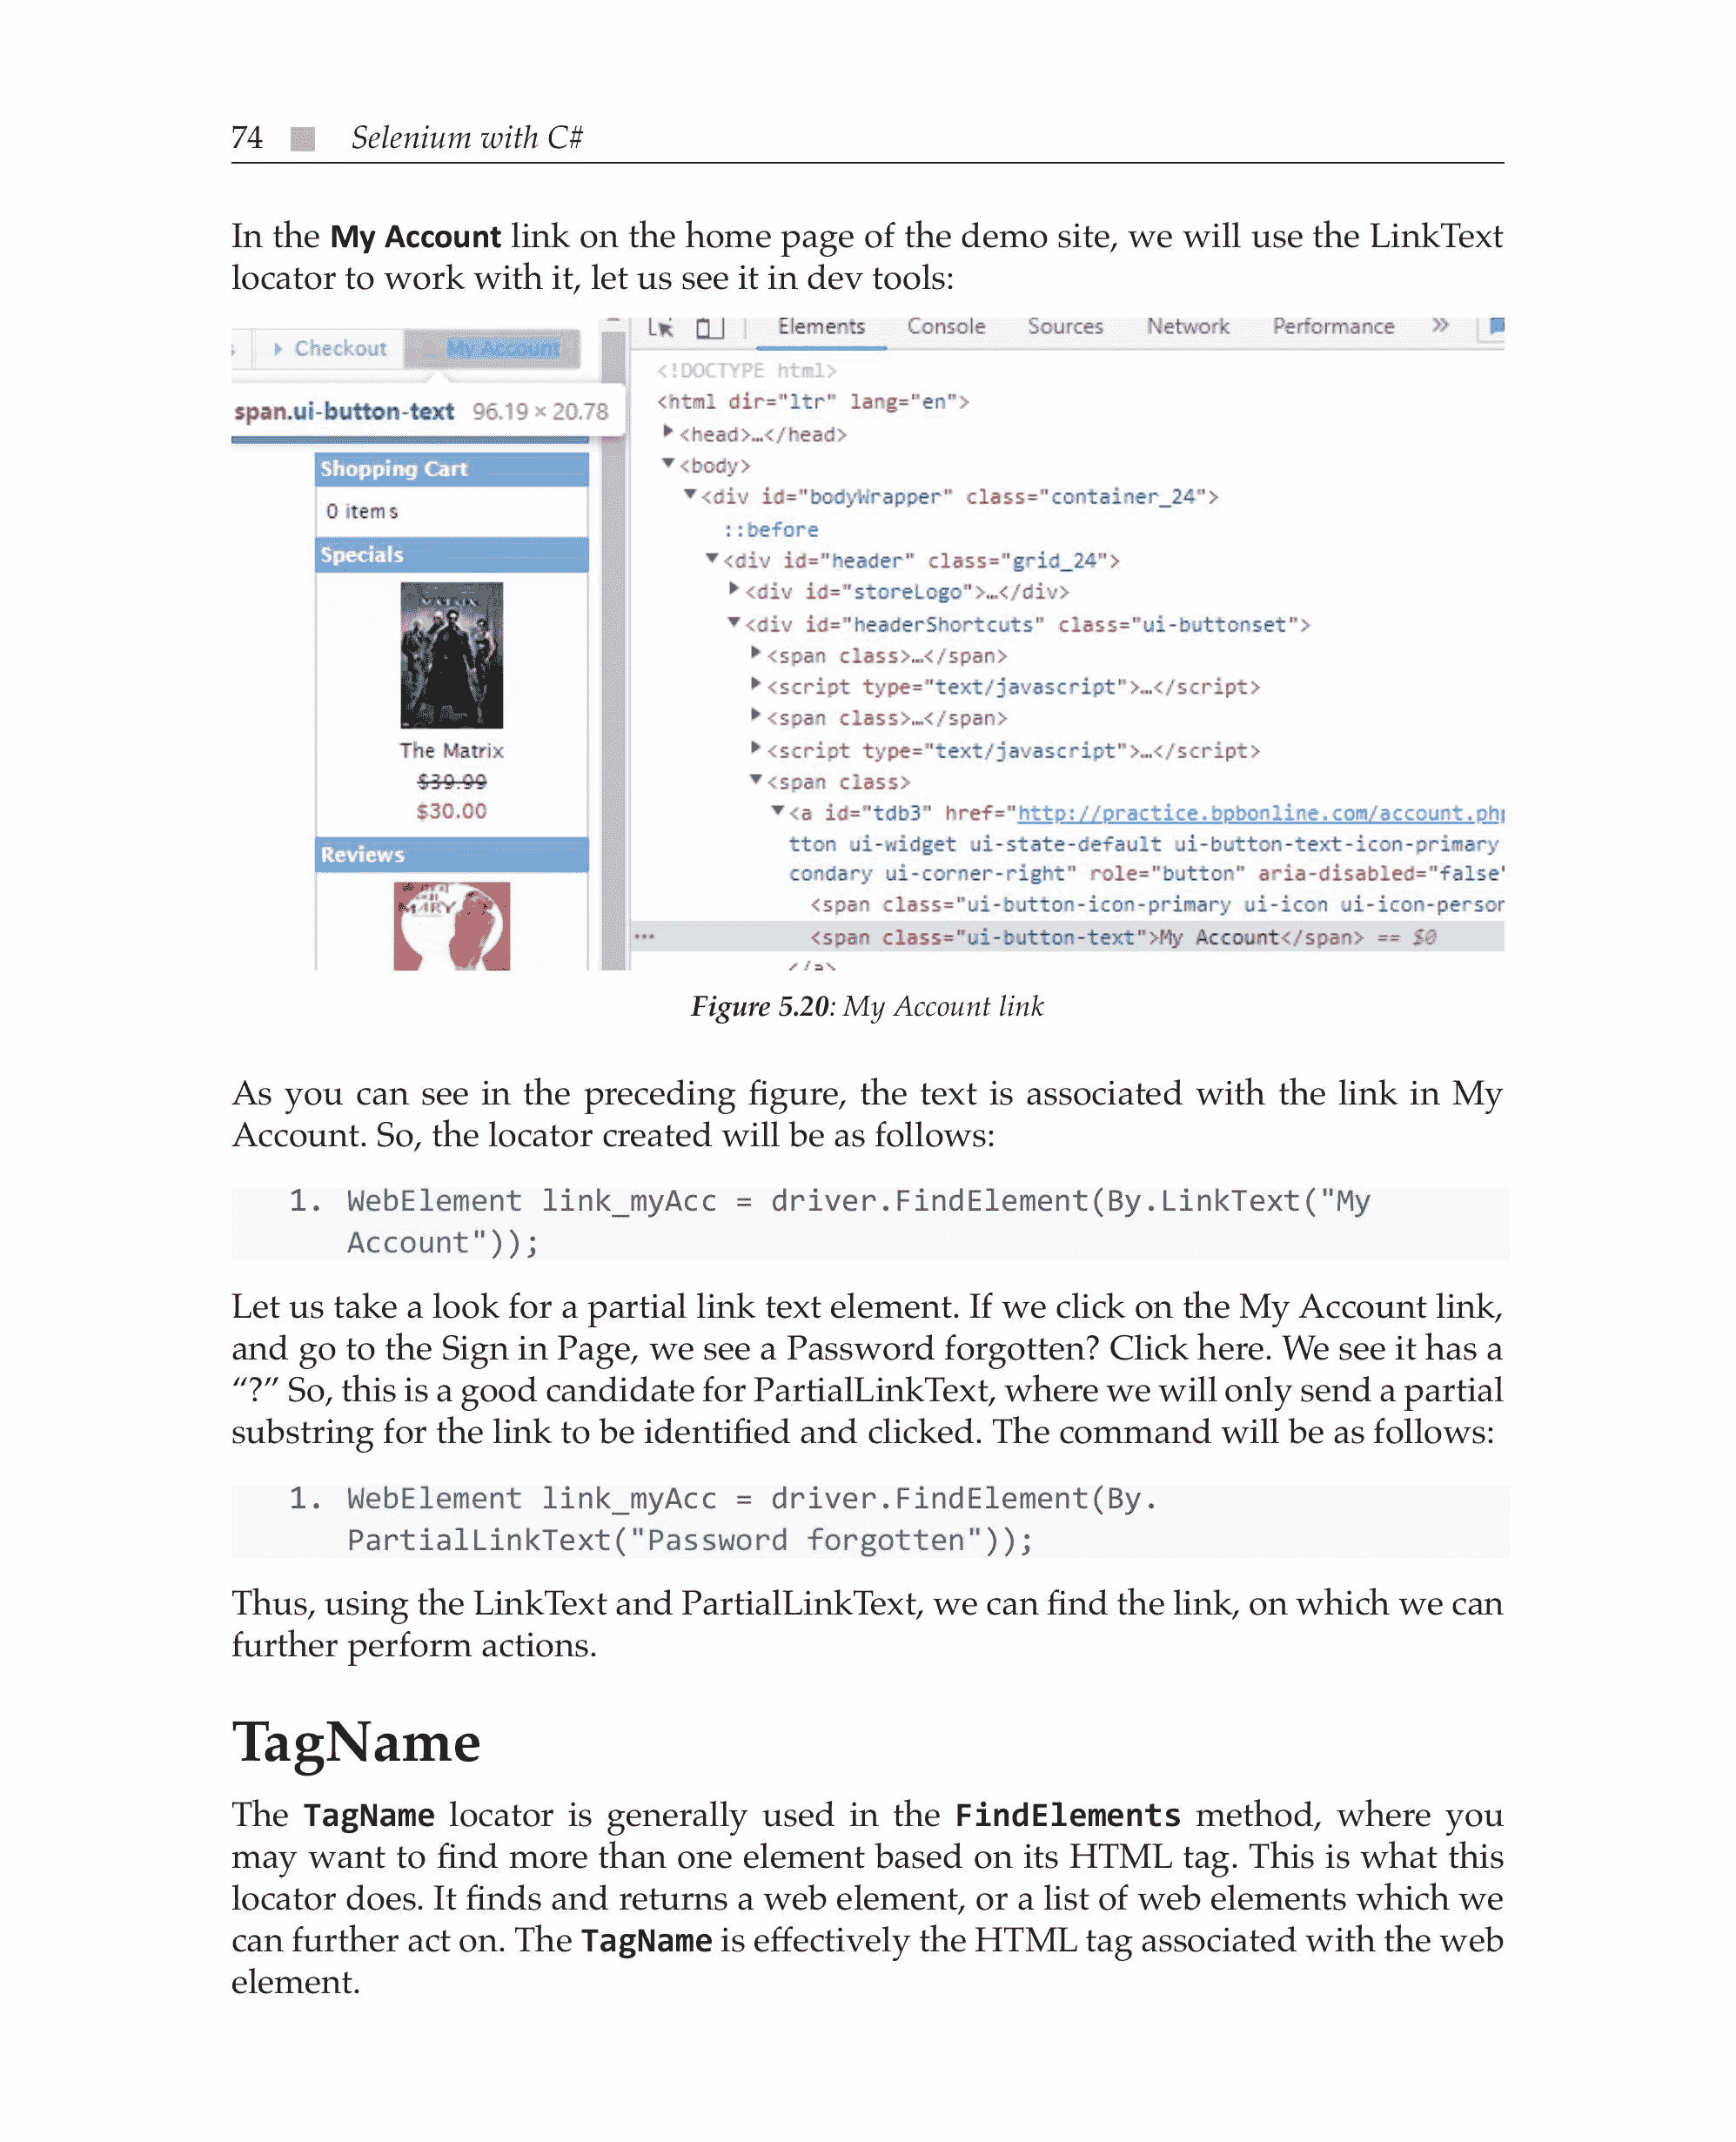 74 Selenium with C#
In the My Account link on the home page of the demo site, we will use the LinkText
locator to work with it, let us see it in dev tools:
Checkout My Account
span.ui-button-text 96.19 × 20.78
Shopping Cart
0 items
Specials
MATRIX
The Matrix
$39.99
$30.00
Reviews
MARY
Elements Console Sources Network Performance »
<!DOCTYPE html>
<html dir="ltr" lang="en">
<head>…</head>
<body>
<div id="bodyWrapper" class="container_24">
::before
<div id="header" class="grid_24">
<div id="storeLogo">…</div>
<div id="headerShortcuts" class="ui-buttonset">
<span class>…</span>
<script type="text/javascript">…</script>
<span class>…</span>
<script type="text/javascript">…</script>
<span class>
<a id="tdb3" href="http://practice.bpbonline.com/account.php
tton ui-widget ui-state-default ui-button-text-icon-primary
condary ui-corner-right" role="button" aria-disabled="false"
<span class="ui-button-icon-primary ui-icon ui-icon-person
... <span class="ui-button-text">My Account</span> == $0
</a>
Figure 5.20: My Account link
As you can see in the preceding figure, the text is associated with the link in My
Account. So, the locator created will be as follows:
1. WebElement link_myAcc = driver.FindElement(By.LinkText("My
Account"));
Let us take a look for a partial link text element. If we click on the My Account link,
and go to the Sign in Page, we see a Password forgotten? Click here. We see it has a
“?” So, this is a good candidate for PartialLinkText, where we will only send a partial
substring for the link to be identified and clicked. The command will be as follows:
1. WebElement link_myAcc = driver.FindElement(By.
PartialLinkText("Password forgotten"));
Thus, using the LinkText and PartialLinkText, we can find the link, on which we can
further perform actions.
TagName
The TagName locator is generally used in the FindElements method, where you
may want to find more than one element based on its HTML tag. This is what this
locator does. It finds and returns a web element, or a list of web elements which we
can further act on. The TagName is effectively the HTML tag associated with the web
element.